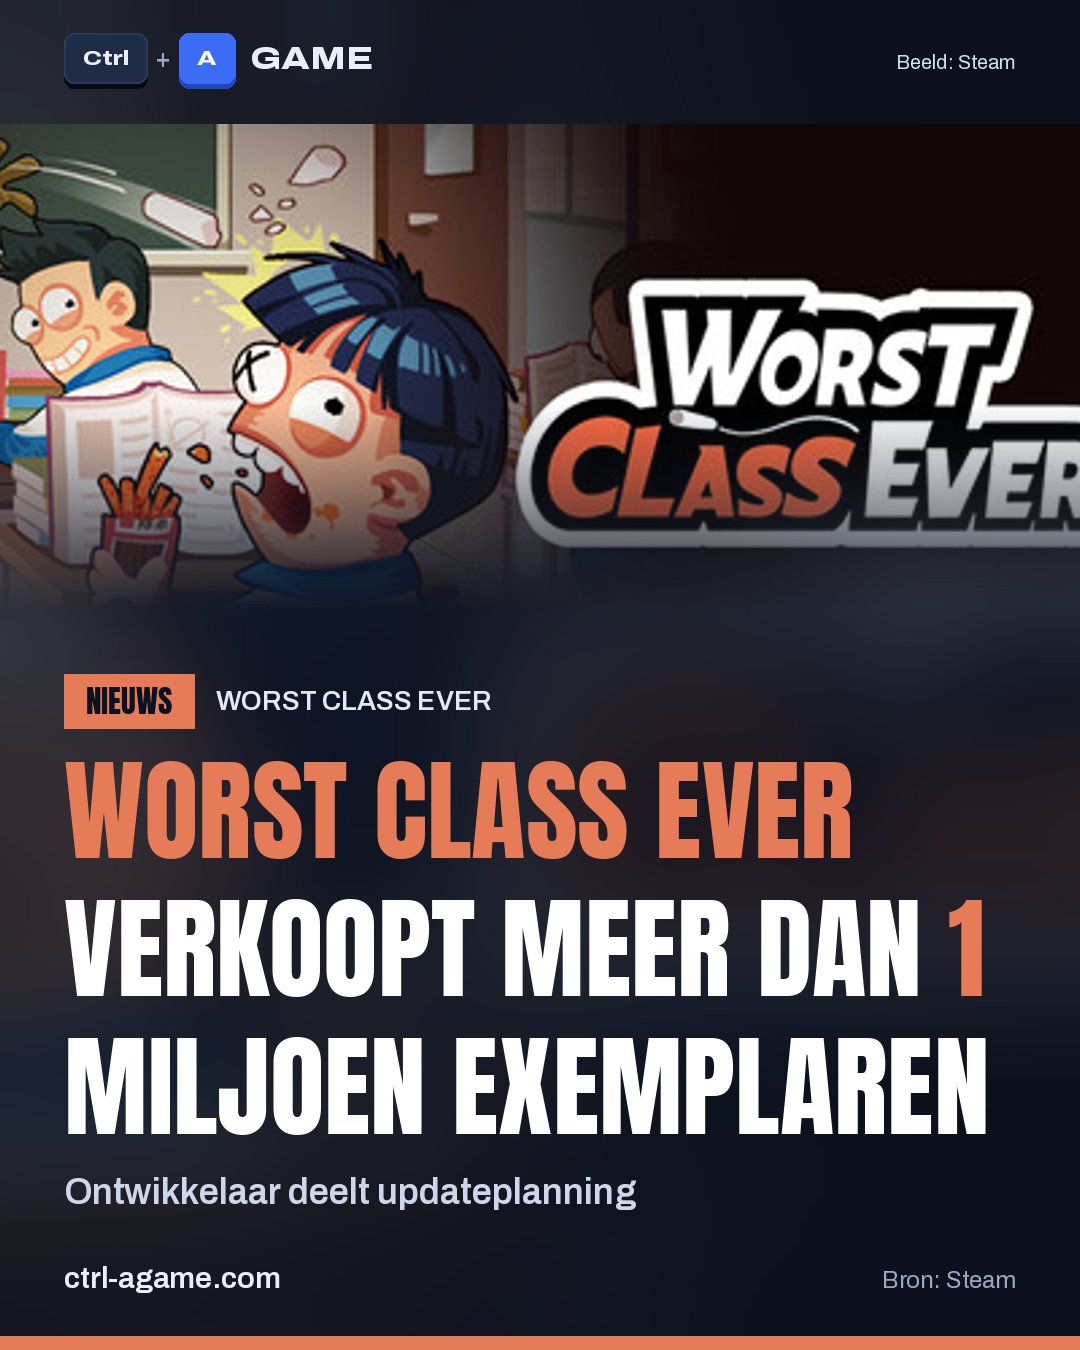 Ctrl + A GAME
Beeld: Steam
WORST
CLASS EVER
NIEUWS WORST CLASS EVER
WORST CLASS EVER
VERKOOPT MEER DAN 1
MILJOEN EXEMPLAREN
Ontwikkelaar deelt updateplanning
ctrl-agame.com
Bron: Steam